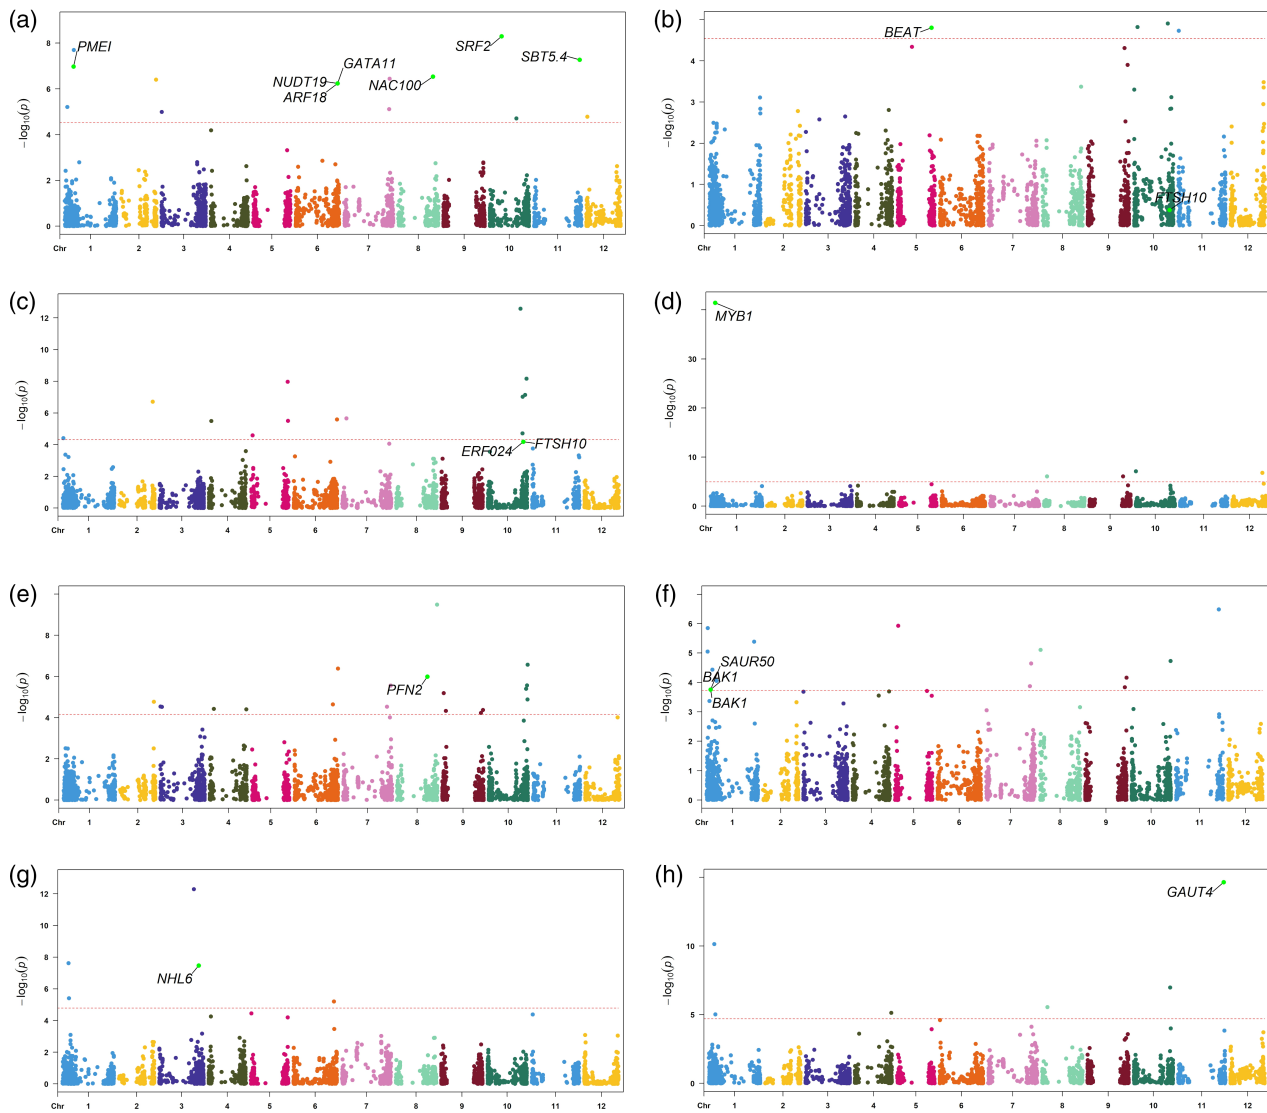 (a)
8
6
4
2
0
−log10(p)
PMEI
NUDT19
GATA11
ARF18
NAC100
SRF2
SBT5.4
Chr 1 2 3 4 5 6 7 8 9 10 11 12
(b)
5
4
3
2
1
0
−log10(p)
BEAT
FTSH10
Chr 1 2 3 4 5 6 7 8 9 10 11 12
(c)
12
10
8
6
4
2
0
−log10(p)
ERF024
FTSH10
Chr 1 2 3 4 5 6 7 8 9 10 11 12
(d)
30
20
10
0
−log10(p)
MYB1
Chr 1 2 3 4 5 6 7 8 9 10 11 12
(e)
8
6
4
2
0
−log10(p)
PFN2
Chr 1 2 3 4 5 6 7 8 9 10 11 12
(f)
6
5
4
3
2
1
0
−log10(p)
SAUR50
BAK1
BAK1
Chr 1 2 3 4 5 6 7 8 9 10 11 12
(g)
12
10
8
6
4
2
0
−log10(p)
NHL6
Chr 1 2 3 4 5 6 7 8 9 10 11 12
(h)
10
5
0
−log10(p)
GAUT4
Chr 1 2 3 4 5 6 7 8 9 10 11 12